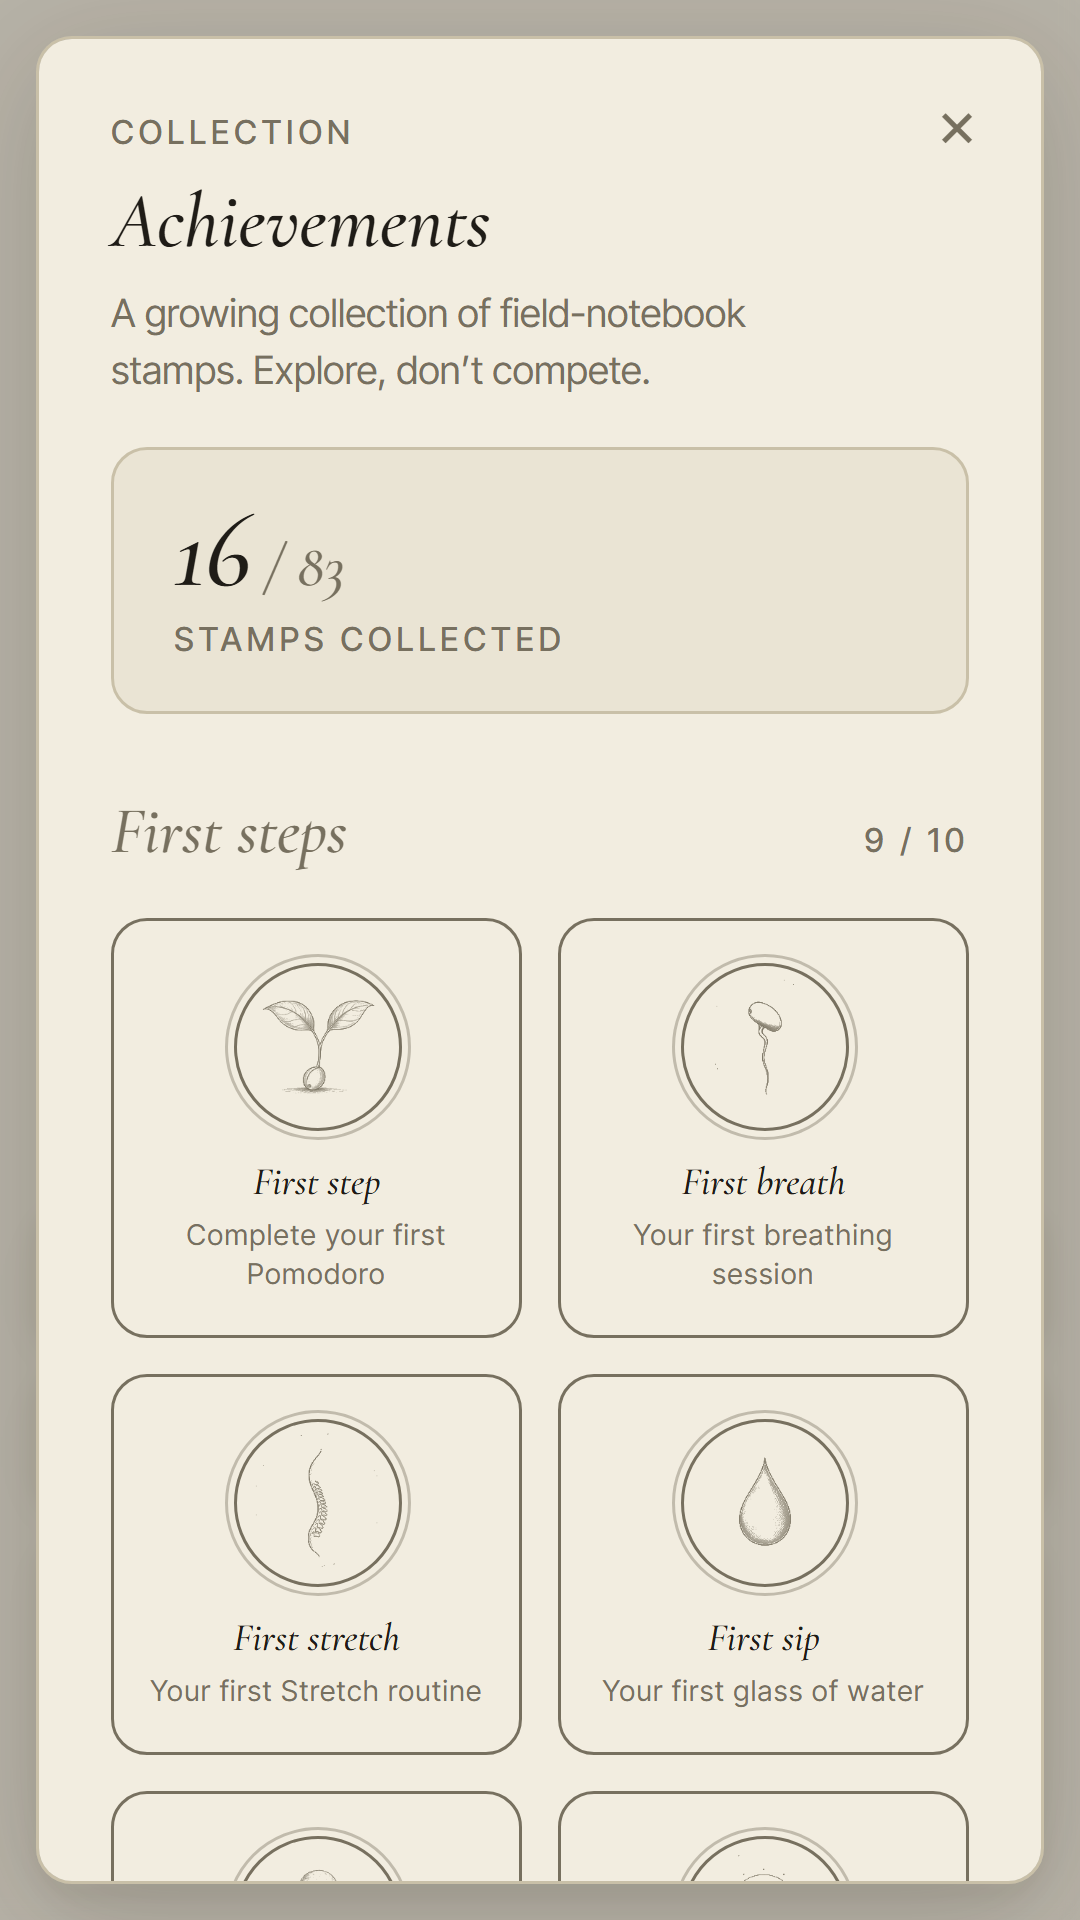 COLLECTION
Achievements
A growing collection of field-notebook
stamps. Explore, don’t compete.
16 / 83
STAMPS COLLECTED
First steps
9 / 10
First step
Complete your first
Pomodoro
First breath
Your first breathing
session
First stretch
Your first Stretch routine
First sip
Your first glass of water